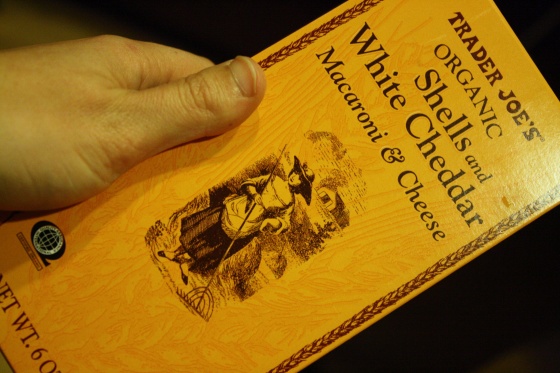 TRADER JOE'S
ORGANIC
Shells and
White Cheddar
Macaroni & Cheese
NET WT. 6